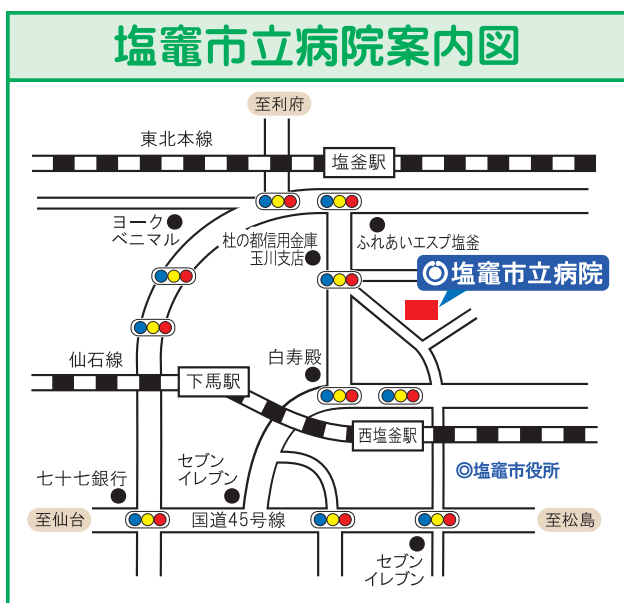 塩竈市立病院案内図
至利府
東北本線
塩釜駅
ヨーク
ベニマル
杜の都信用金庫
玉川支店
ふれあいエスプ塩釜
塩竈市立病院
仙石線
下馬駅
白寿殿
西塩釜駅
七十七銀行
セブン
イレブン
◎塩竈市役所
至仙台
国道45号線
至松島
セブン
イレブン